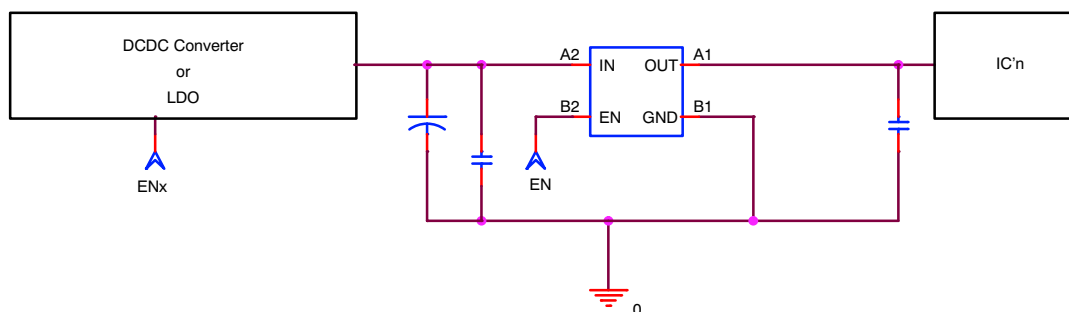 DCDC Converter
or
LDO
ENx
A2
B2
IN
EN
OUT
GND
A1
B1
EN
IC'n
0